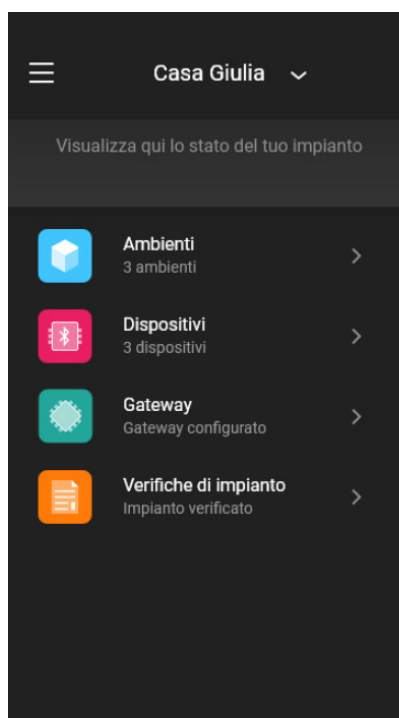 Casa Giulia
Visualizza qui lo stato del tuo impianto
Ambienti
3 ambienti
Dispositivi
3 dispositivi
Gateway
Gateway configurato
Verifiche di impianto
Impianto verificato